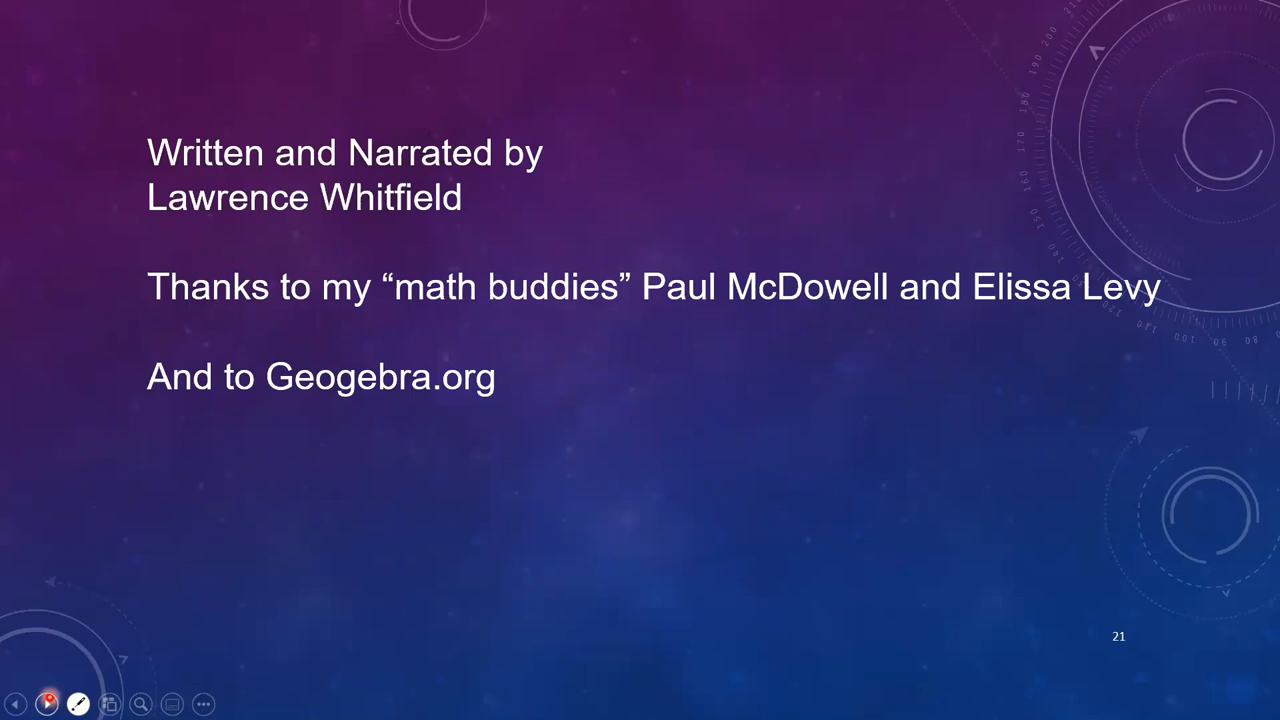 Written and Narrated by
Lawrence Whitfield
Thanks to my “math buddies” Paul McDowell and Elissa Levy
And to Geogebra.org
21